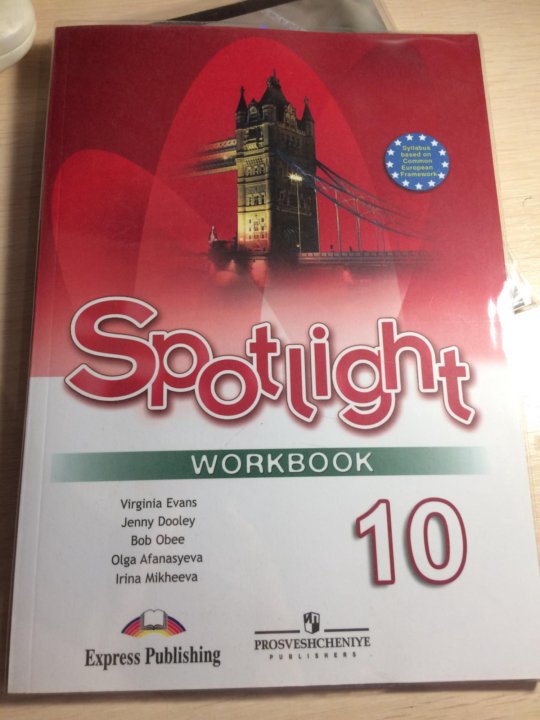 Syllabus
based on
Common
European
Framework
Spotlight
WORKBOOK
Virginia Evans
Jenny Dooley
Bob Obee
Olga Afanasyeva
Irina Mikheeva
10
Express Publishing
PROSVESHCHENIYE
PUBLISHERS